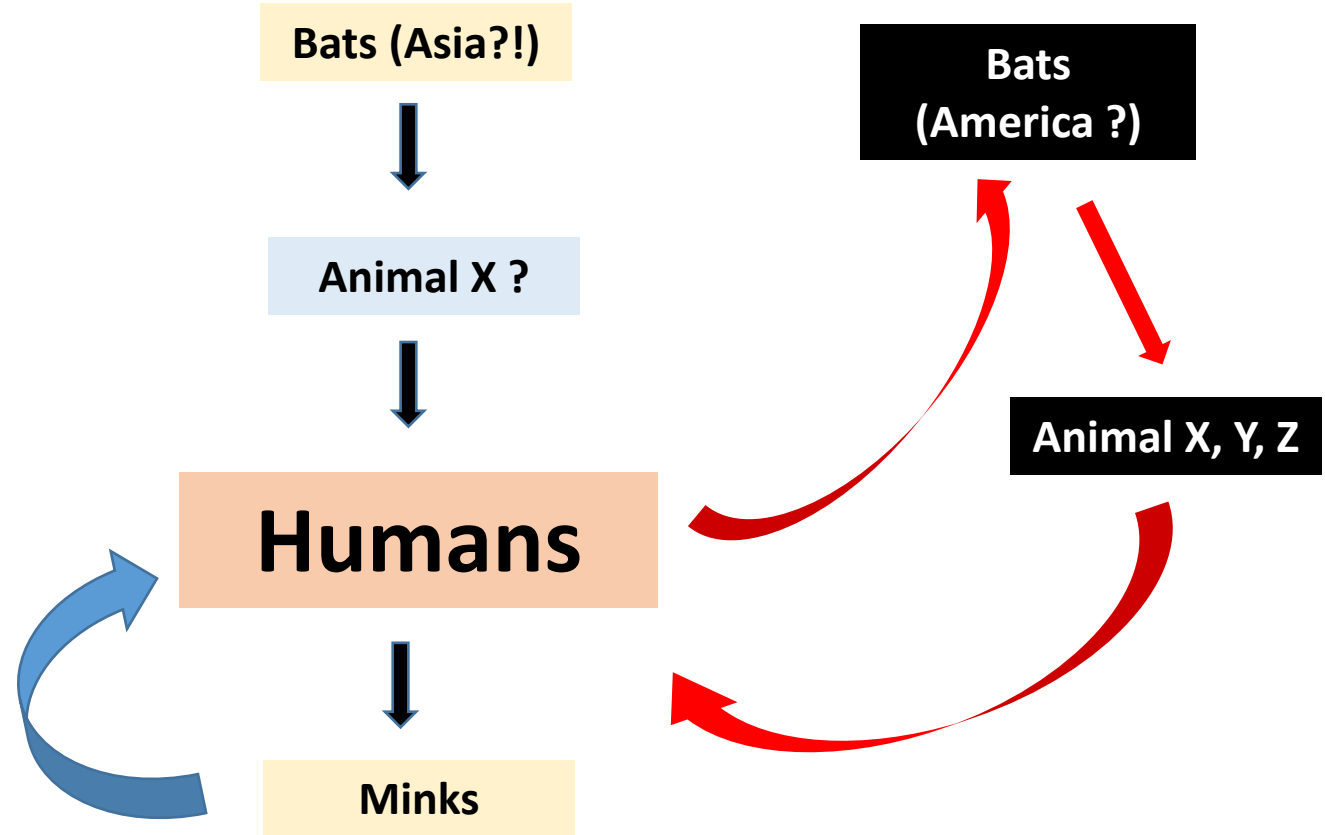 Bats (Asia?!)
Bats
(America ?)
Animal X ?
Animal X, Y, Z
Humans
Minks